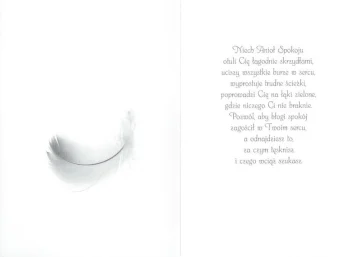 Niech Anioł Spokoju
otuli Cię łagodnie skrzydłami,
uciszy wszystkie burze w sercu,
wyprostuje trudne ścieżki,
poprowadzi Cię na łąki zielone,
gdzie niczego Ci nie braknie.
Pozwól, aby błogi spokój
zagościł w Twoim sercu,
a odnajdziesz to,
za czym tęsknisz
i czego wciąż szukasz.